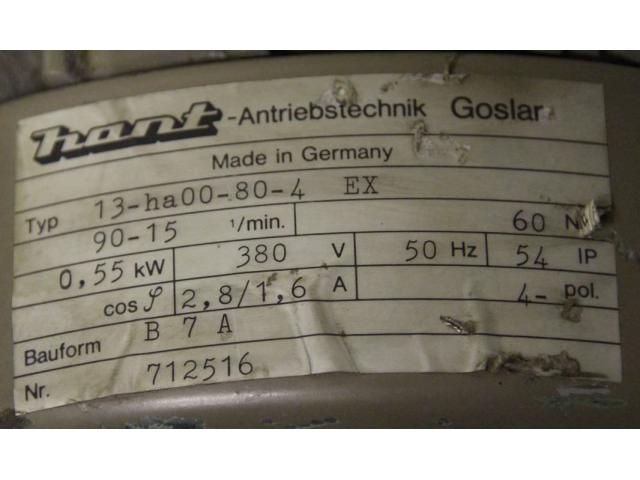 hant -Antriebstechnik Goslar
Made in Germany
Typ 13-ha00-80-4 EX
90-15 1/min. 60 N
0,55 kW 380 V 50 Hz 54 IP
cos φ 2,8/1,6 A 4- pol.
Bauform B 7 A
Nr. 712516